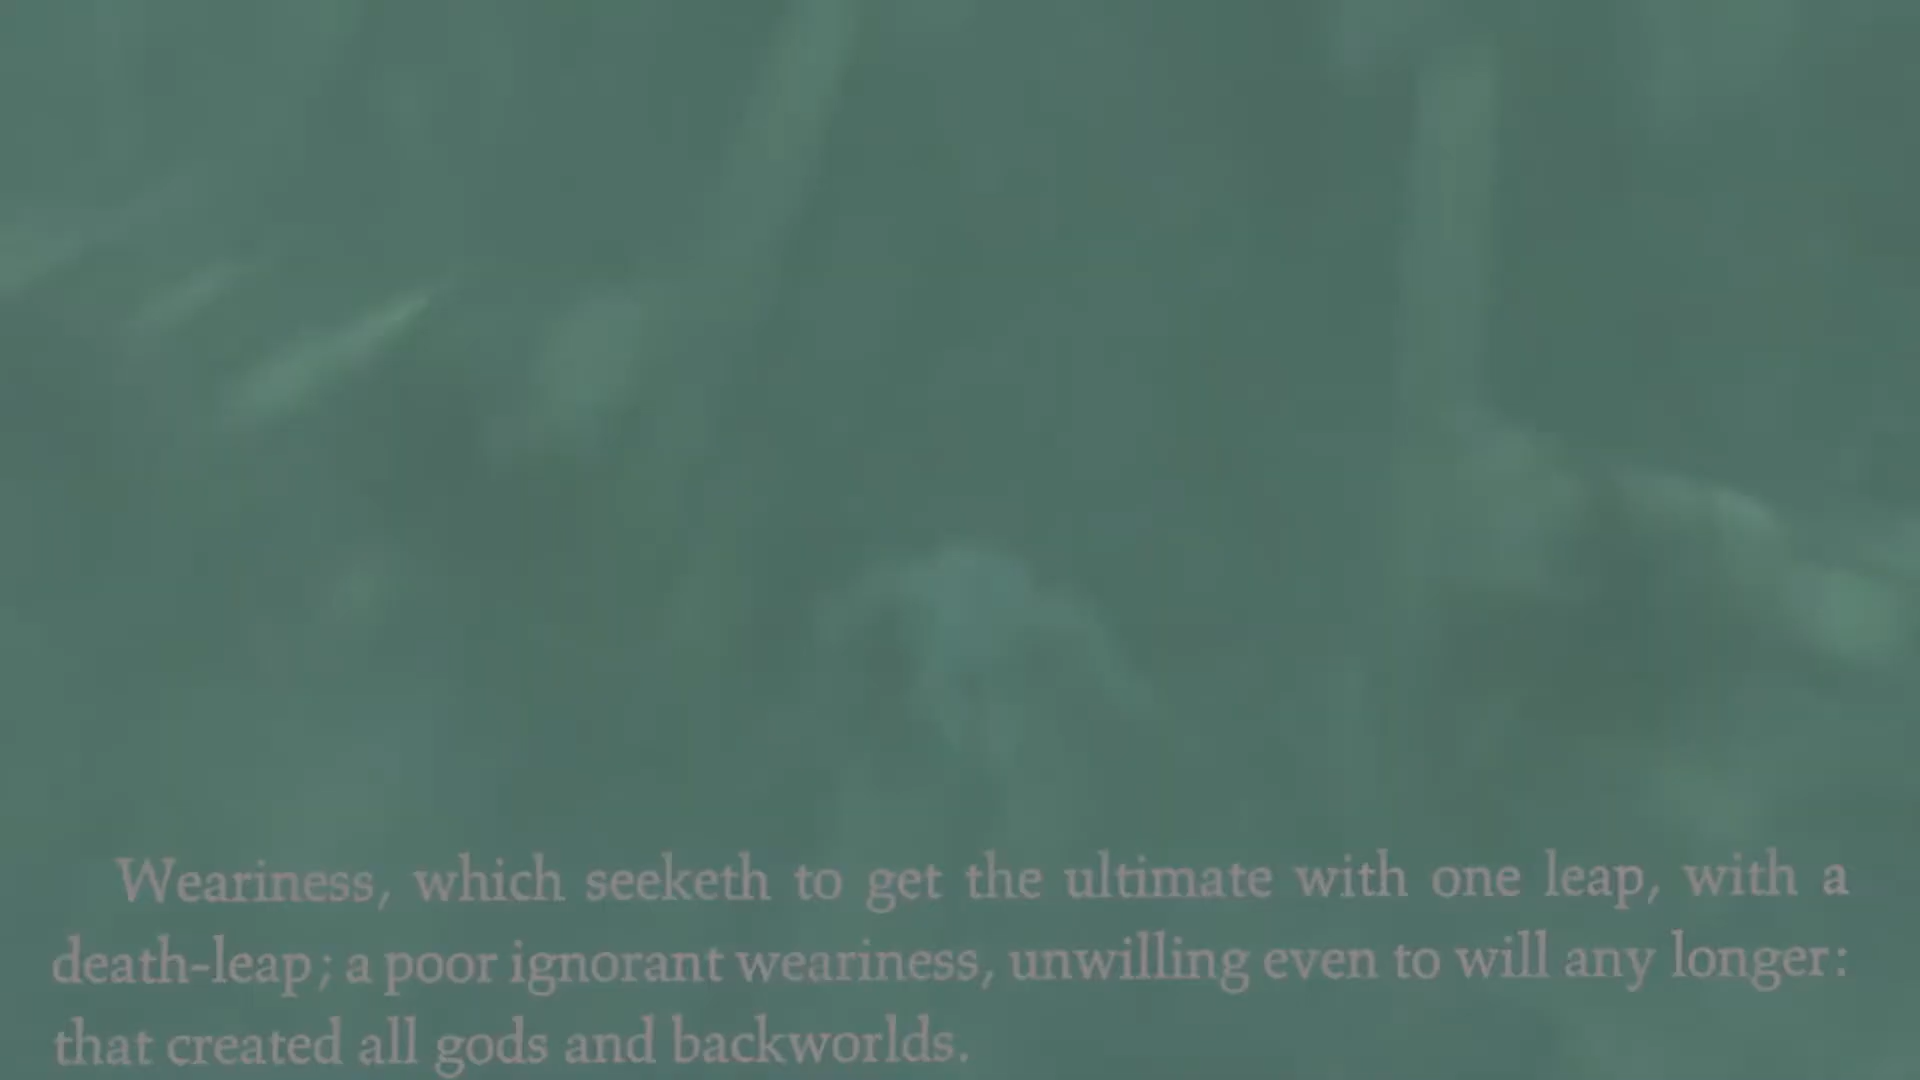 Weariness, which seeketh to get the ultimate with one leap, with a
death-leap; a poor ignorant weariness, unwilling even to will any longer:
that created all gods and backworlds.